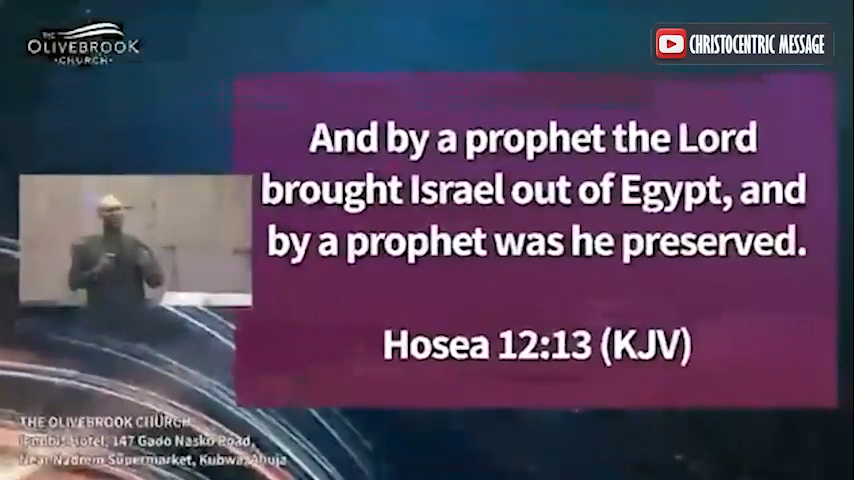 THE
OLIVEBROOK
CHURCH
CHRISTOCENTRIC MESSAGE
And by a prophet the Lord
brought Israel out of Egypt, and
by a prophet was he preserved.
Hosea 12:13 (KJV)
THE OLIVEBROOK CHURCH
Hotel, 147 Gado Nasko Road,
Near Nadrem Supermarket, Kubwa Abuja